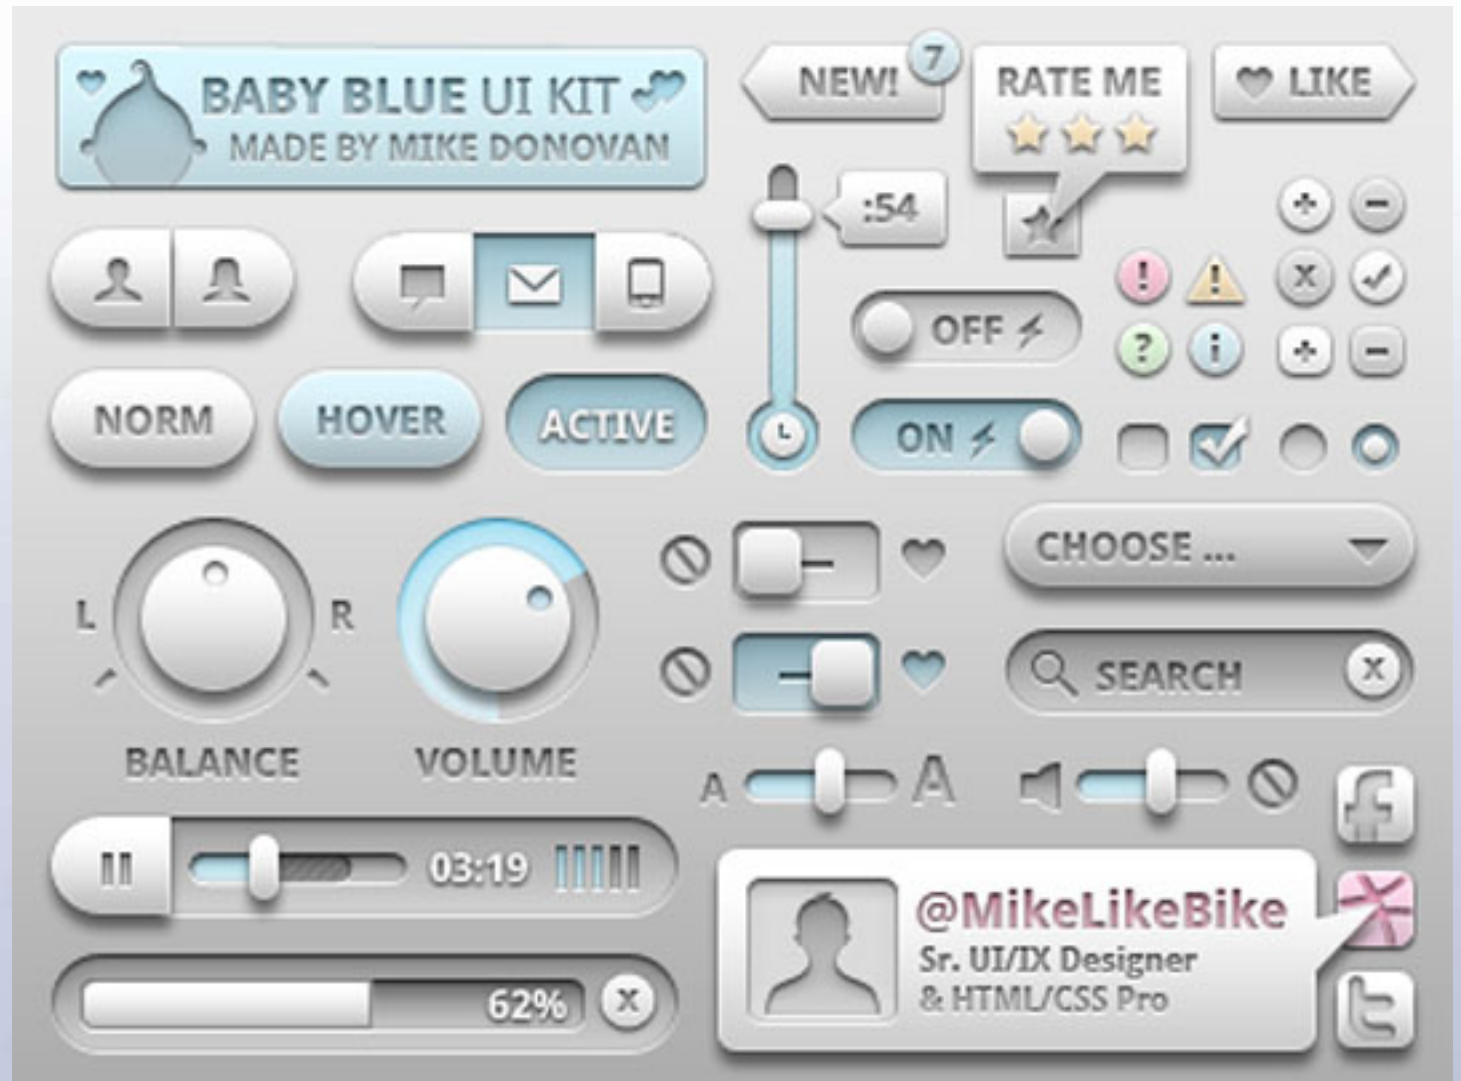 BABY BLUE UI KIT
MADE BY MIKE DONOVAN
NEW!
7
RATE ME
LIKE
:54
OFF
ON
NORM
HOVER
ACTIVE
L
R
BALANCE
VOLUME
CHOOSE ...
SEARCH
X
A
A
03:19
62%
X
@MikeLikeBike
Sr. UI/IX Designer
& HTML/CSS Pro